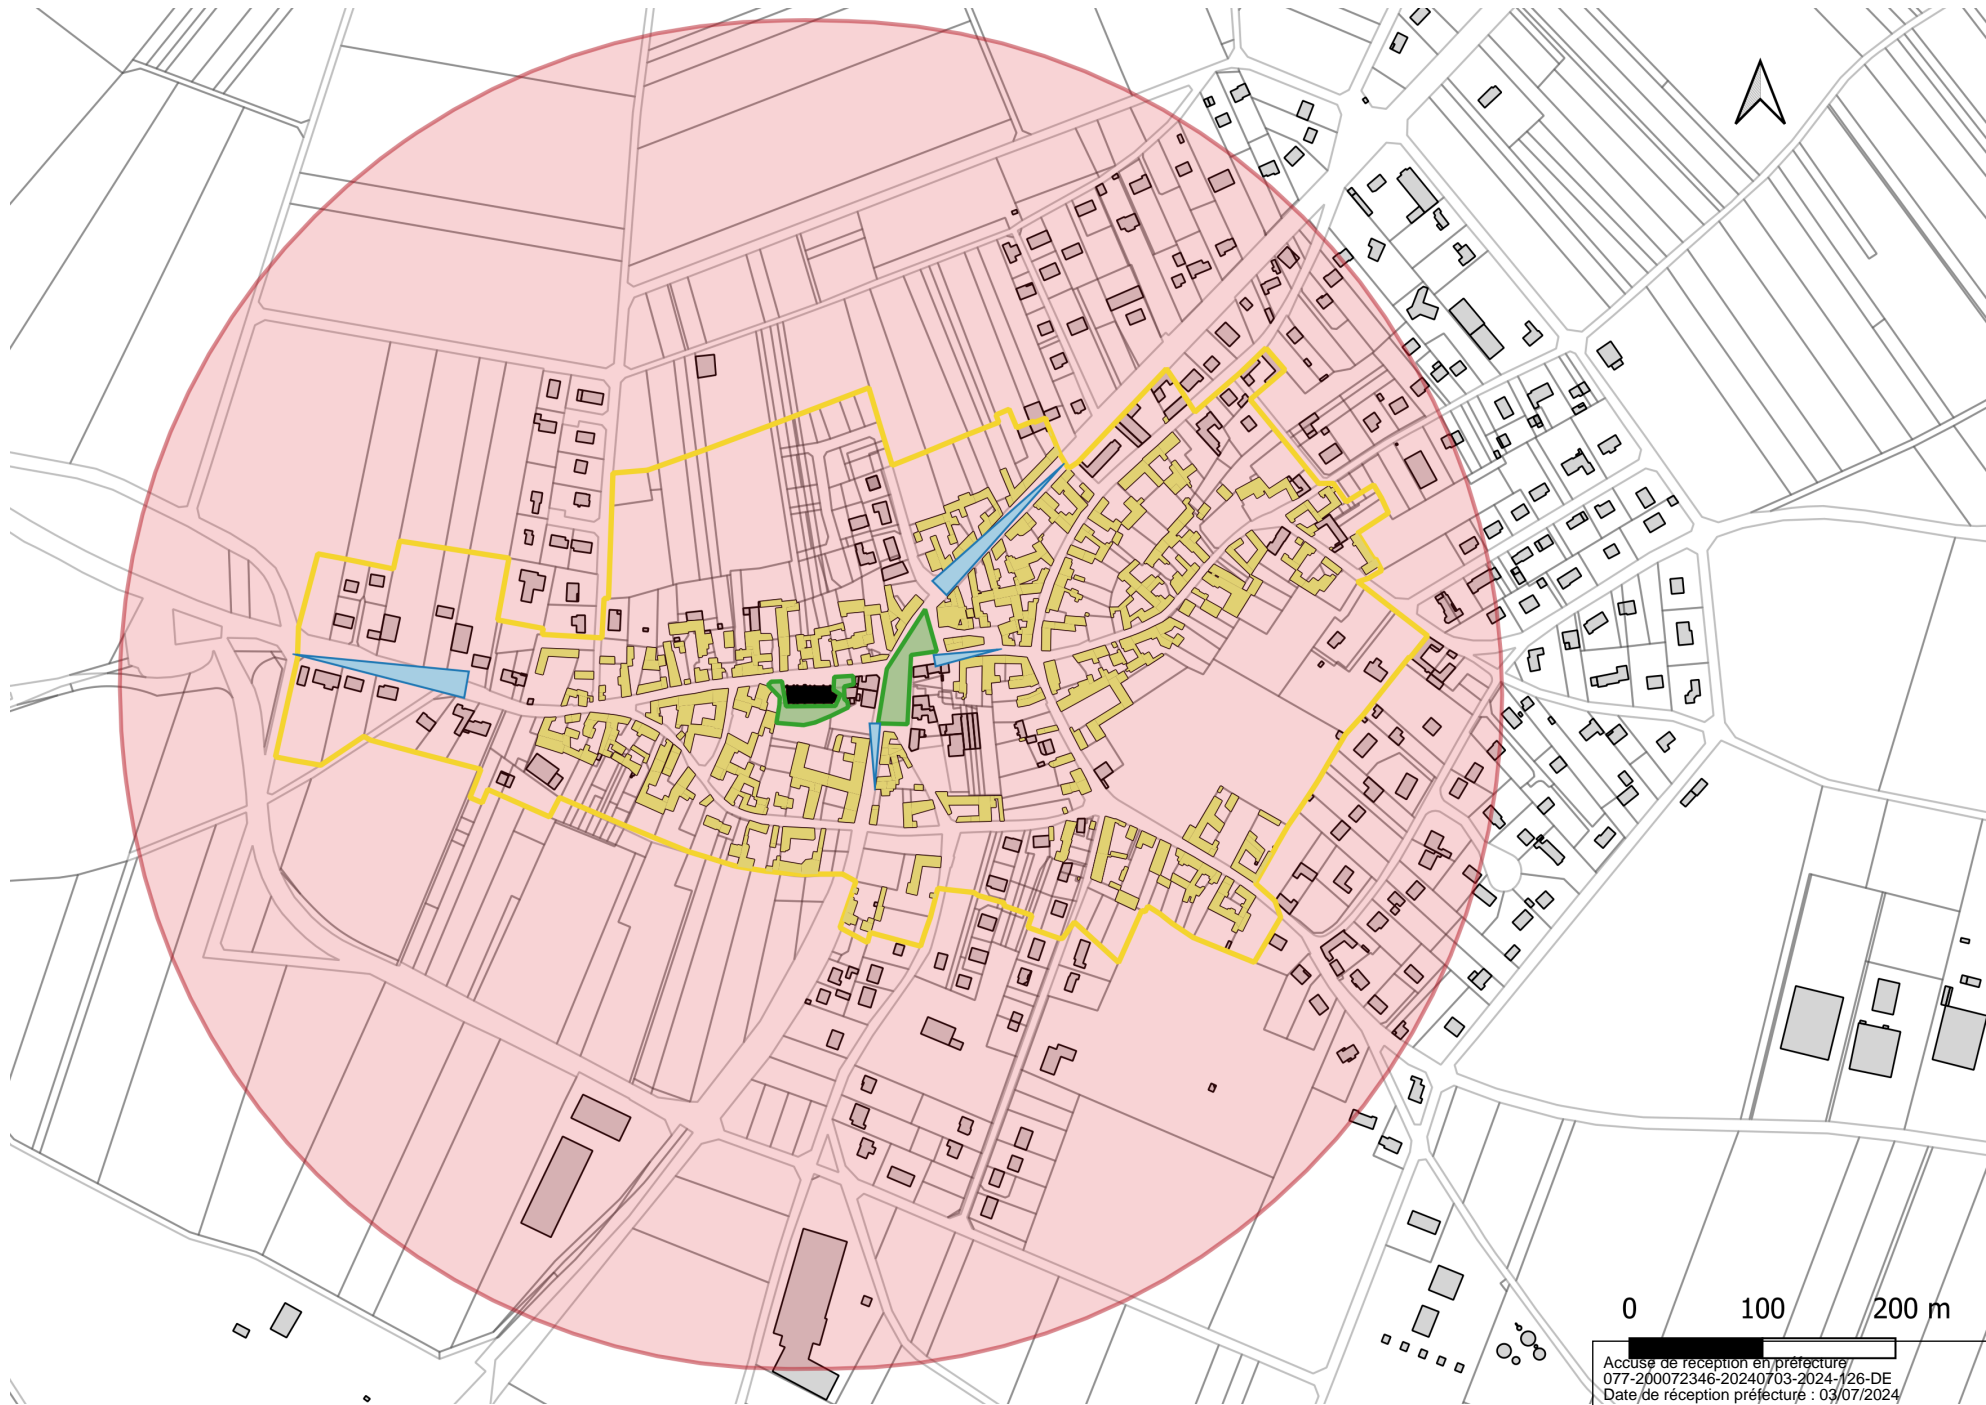 0 100 200 m
Accusé de réception en préfecture
077-200072346-20240703-2024-126-DE
Date de réception préfecture : 03/07/2024